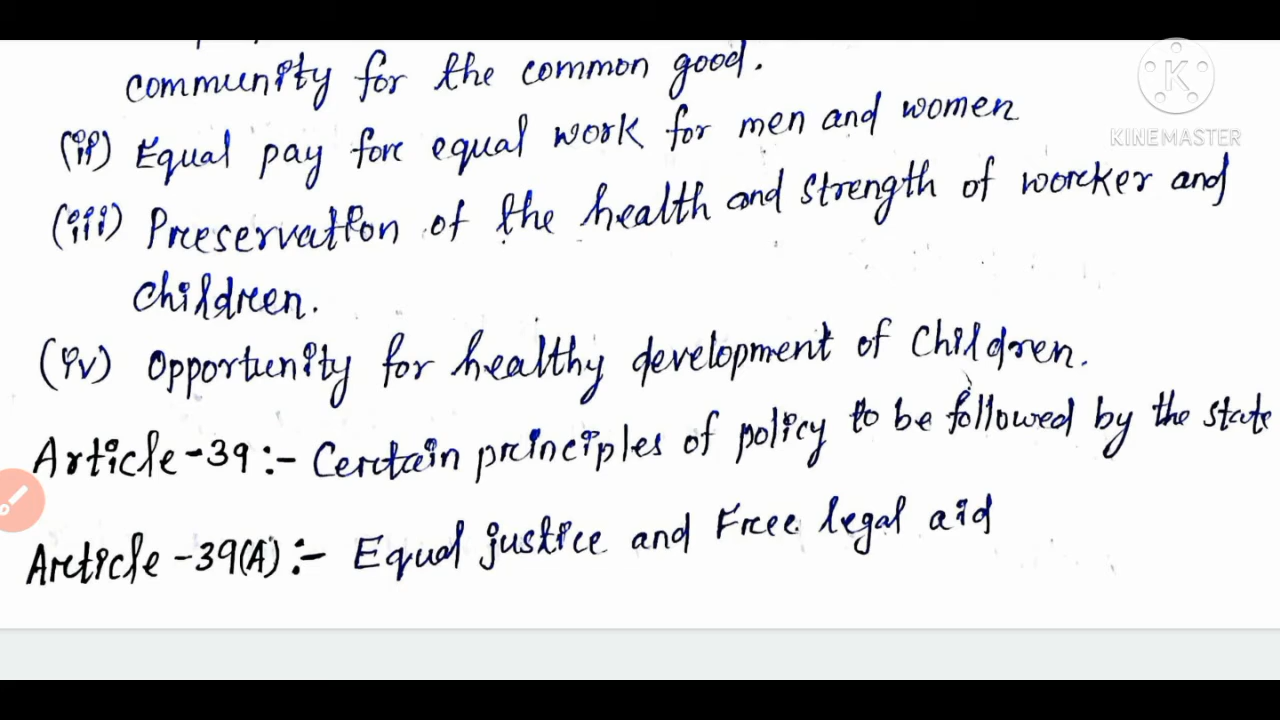 community for the common good.
(ii) Equal pay fore equal work for men and women
(iii) Preservation of the health and strength of worcker and
children.
(iv) Opportunity for healthy development of Children.
Article-39:- Certain principles of policy to be followed by the state
Article-39(A):- Equal justice and Free legal aid
K
KINEMASTER